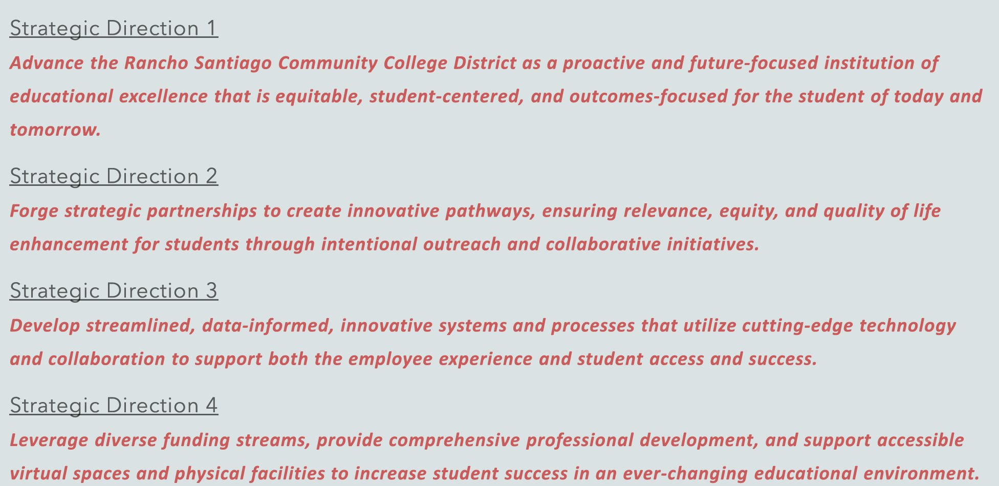 Strategic Direction 1
Advance the Rancho Santiago Community College District as a proactive and future-focused institution of
educational excellence that is equitable, student-centered, and outcomes-focused for the student of today and
tomorrow.
Strategic Direction 2
Forge strategic partnerships to create innovative pathways, ensuring relevance, equity, and quality of life
enhancement for students through intentional outreach and collaborative initiatives.
Strategic Direction 3
Develop streamlined, data-informed, innovative systems and processes that utilize cutting-edge technology
and collaboration to support both the employee experience and student access and success.
Strategic Direction 4
Leverage diverse funding streams, provide comprehensive professional development, and support accessible
virtual spaces and physical facilities to increase student success in an ever-changing educational environment.